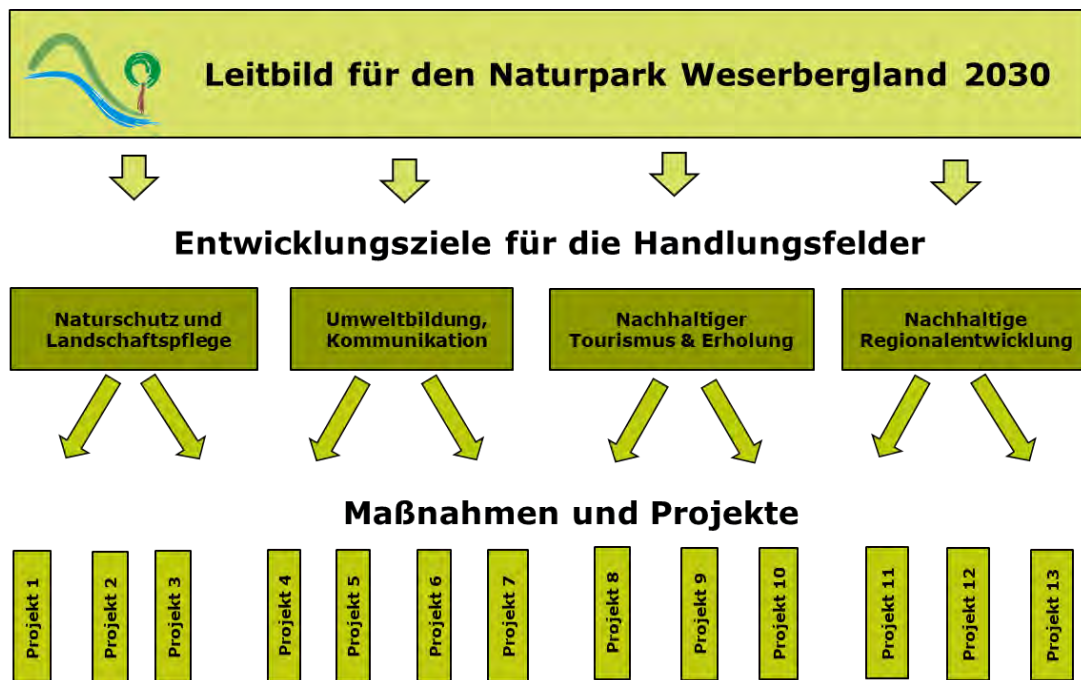 Leitbild für den Naturpark Weserbergland 2030
Entwicklungsziele für die Handlungsfelder
Naturschutz und
Landschaftspflege
Umweltbildung,
Kommunikation
Nachhaltiger
Tourismus & Erholung
Nachhaltige
Regionalentwicklung
Maßnahmen und Projekte
Projekt 1
Projekt 2
Projekt 3
Projekt 4
Projekt 5
Projekt 6
Projekt 7
Projekt 8
Projekt 9
Projekt 10
Projekt 11
Projekt 12
Projekt 13